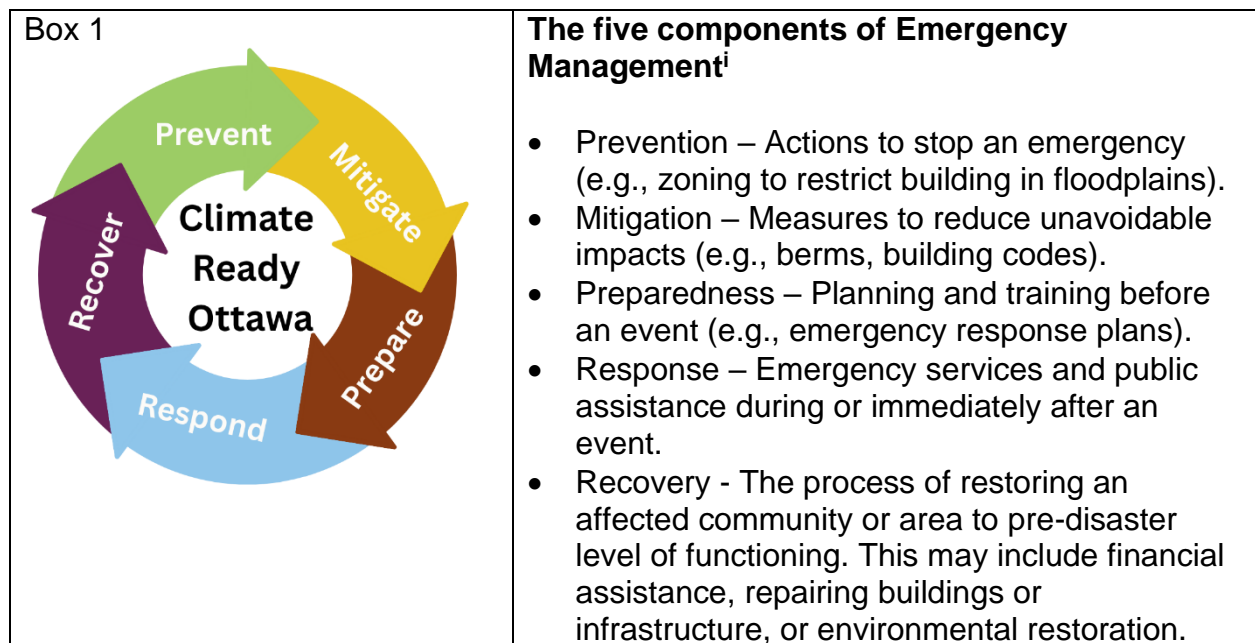 Box 1
Prevent
Mitigate
Prepare
Respond
Recover
Climate
Ready
Ottawa
The five components of Emergency
Managementⁱ
• Prevention – Actions to stop an emergency
(e.g., zoning to restrict building in floodplains).
• Mitigation – Measures to reduce unavoidable
impacts (e.g., berms, building codes).
• Preparedness – Planning and training before
an event (e.g., emergency response plans).
• Response – Emergency services and public
assistance during or immediately after an
event.
• Recovery - The process of restoring an
affected community or area to pre-disaster
level of functioning. This may include financial
assistance, repairing buildings or
infrastructure, or environmental restoration.